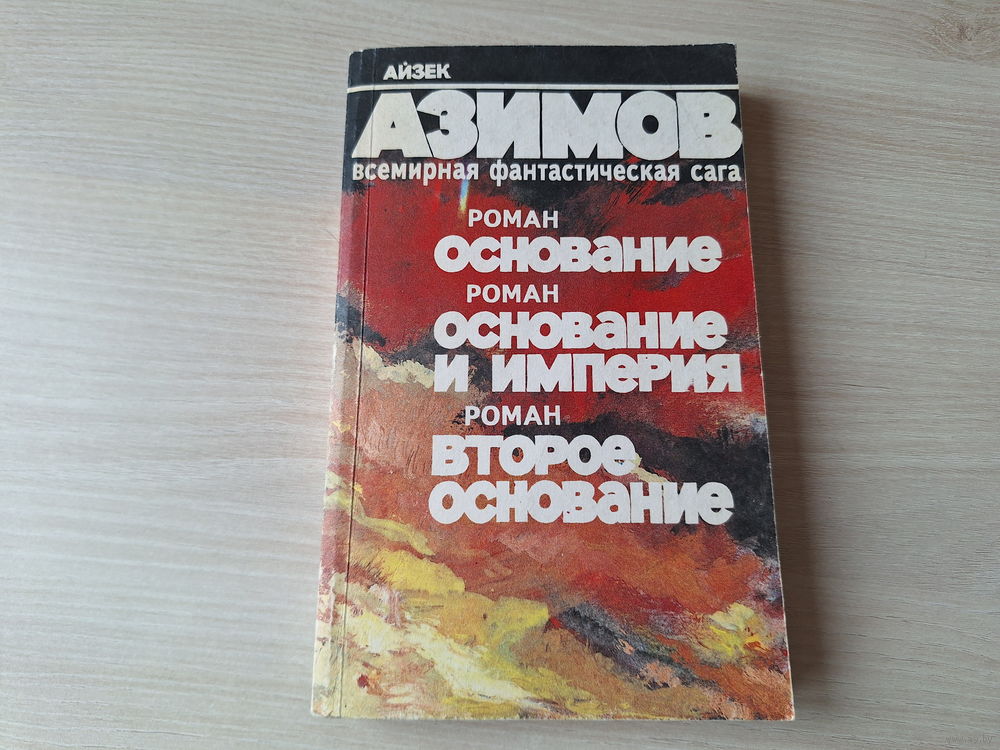 АЙЗЕК
АЗИМОВ
всемирная фантастическая сага
РОМАН
ОСНОВАНИЕ
РОМАН
ОСНОВАНИЕ
И ИМПЕРИЯ
РОМАН
ВТОРОЕ
ОСНОВАНИЕ